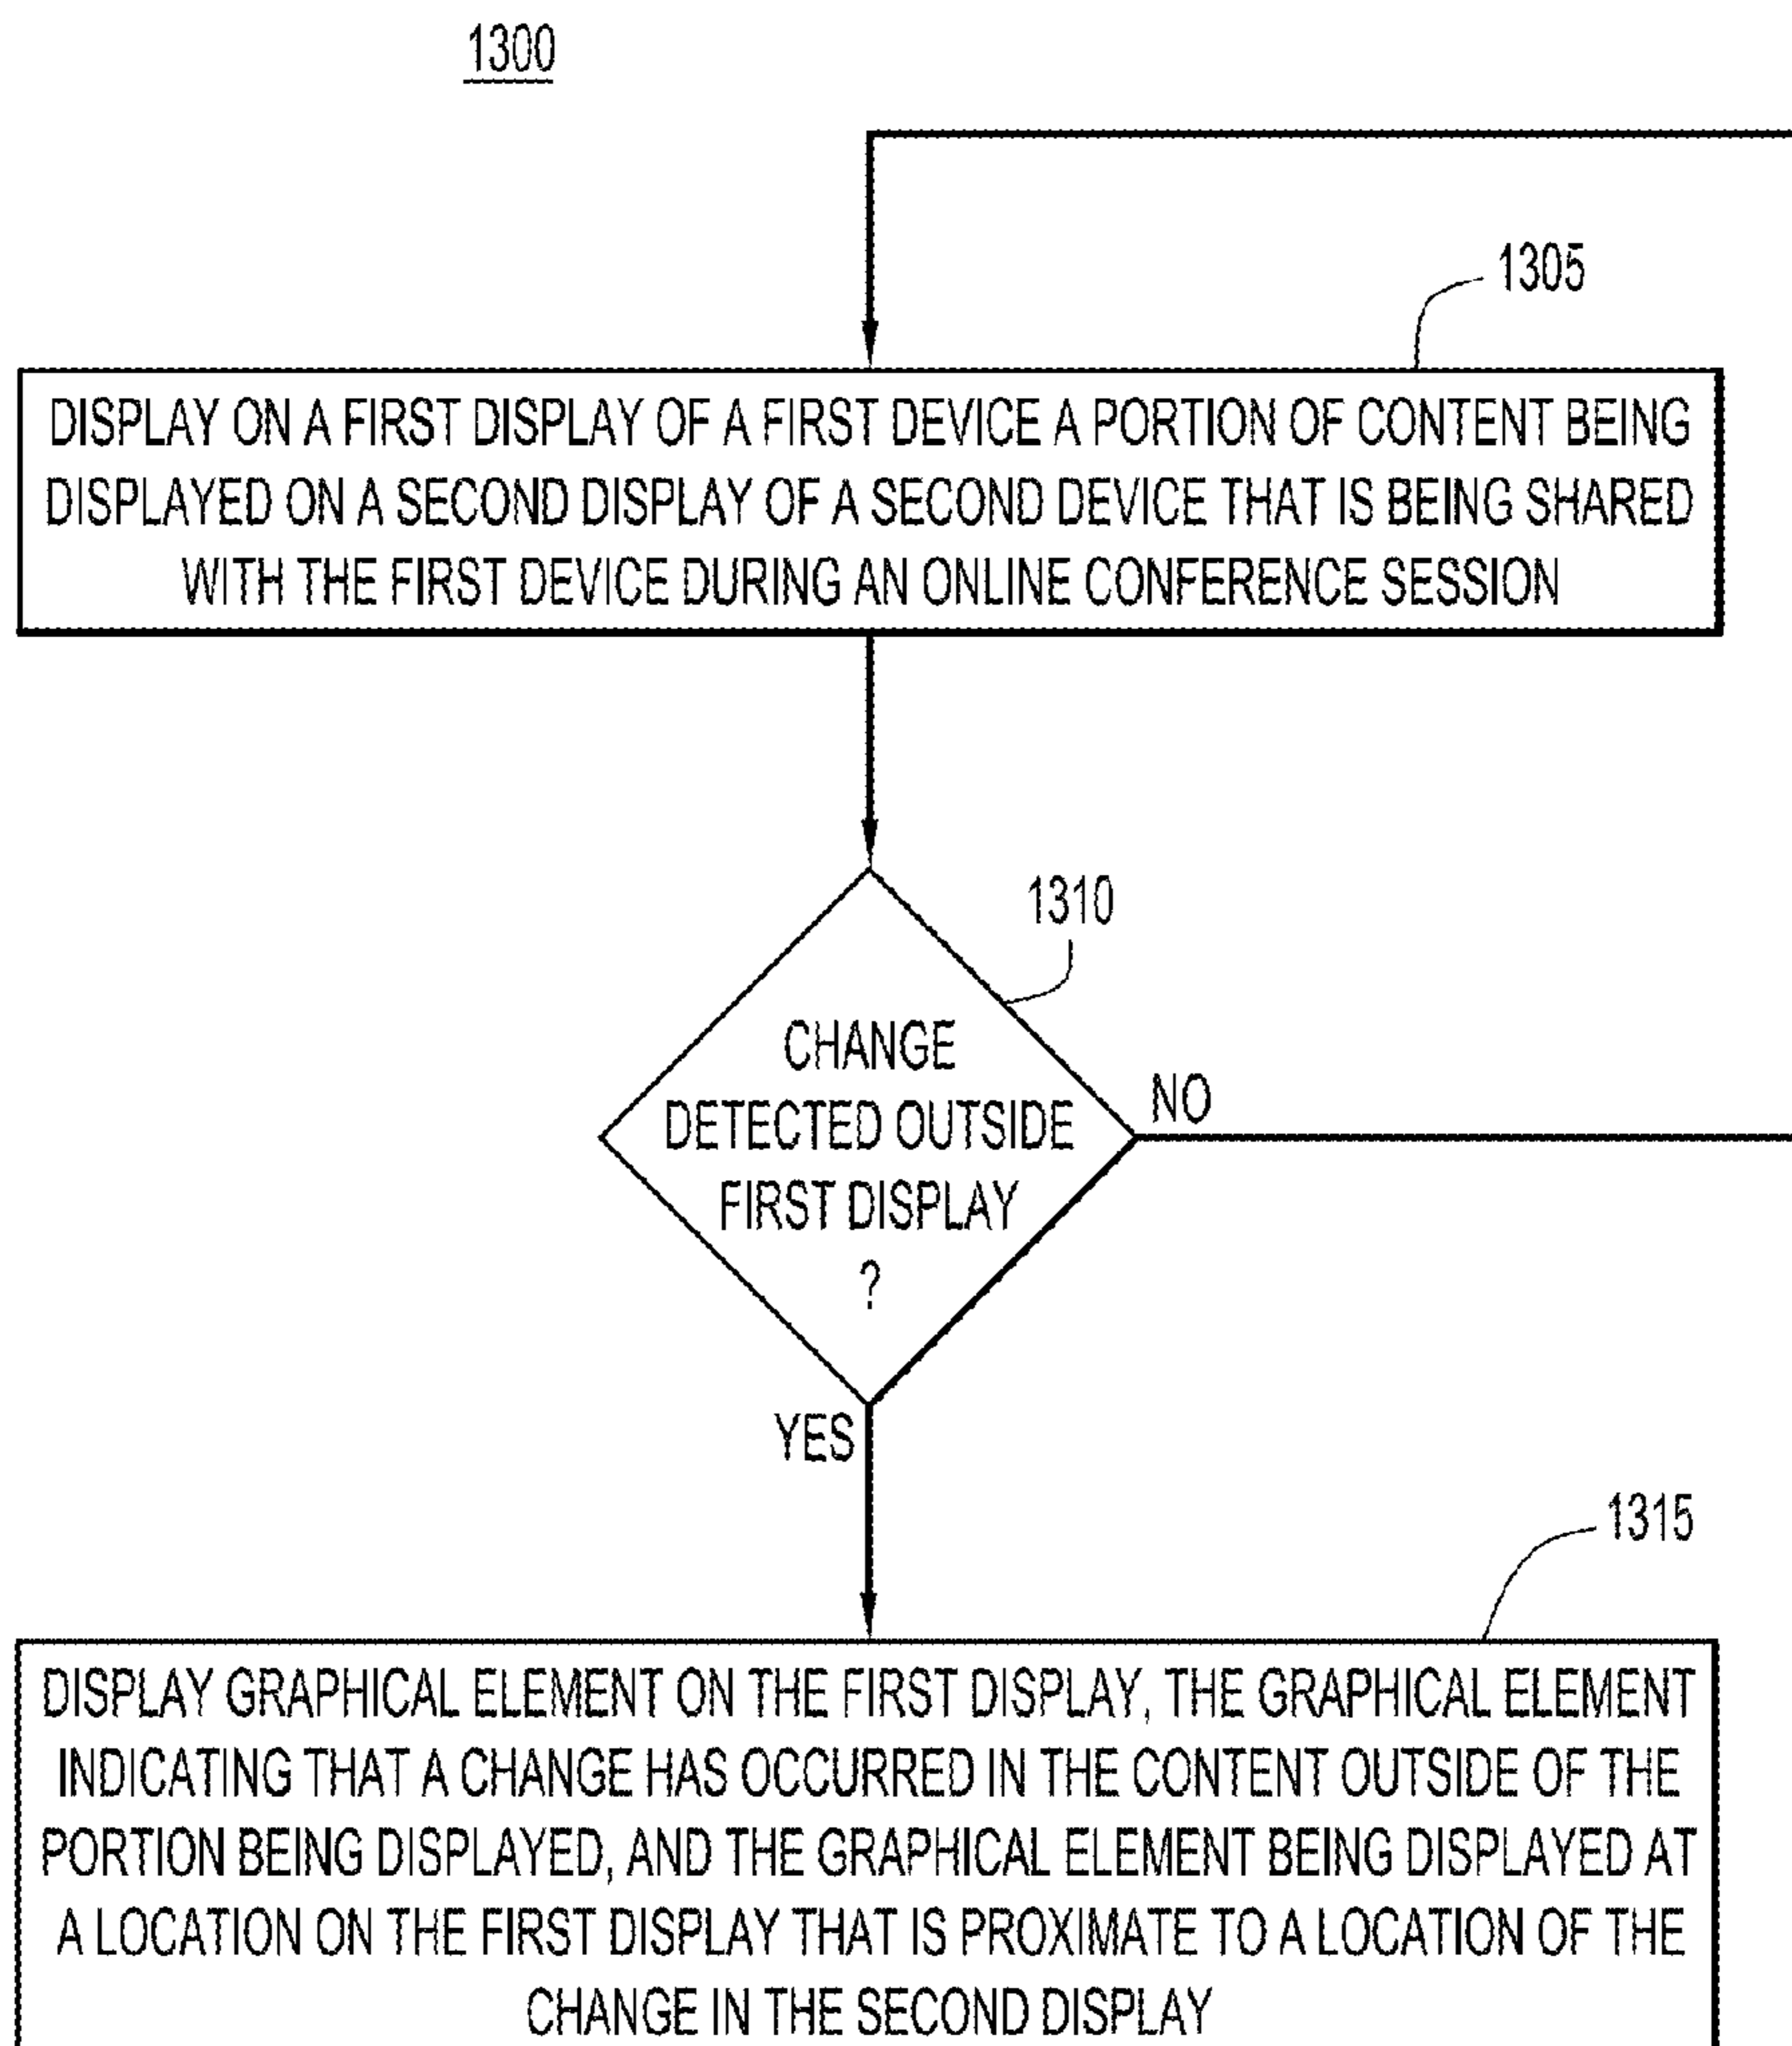 1300
1305
DISPLAY ON A FIRST DISPLAY OF A FIRST DEVICE A PORTION OF CONTENT BEING
DISPLAYED ON A SECOND DISPLAY OF A SECOND DEVICE THAT IS BEING SHARED
WITH THE FIRST DEVICE DURING AN ONLINE CONFERENCE SESSION
1310
CHANGE
DETECTED OUTSIDE
FIRST DISPLAY
?
NO
YES
1315
DISPLAY GRAPHICAL ELEMENT ON THE FIRST DISPLAY, THE GRAPHICAL ELEMENT
INDICATING THAT A CHANGE HAS OCCURRED IN THE CONTENT OUTSIDE OF THE
PORTION BEING DISPLAYED, AND THE GRAPHICAL ELEMENT BEING DISPLAYED AT
A LOCATION ON THE FIRST DISPLAY THAT IS PROXIMATE TO A LOCATION OF THE
CHANGE IN THE SECOND DISPLAY